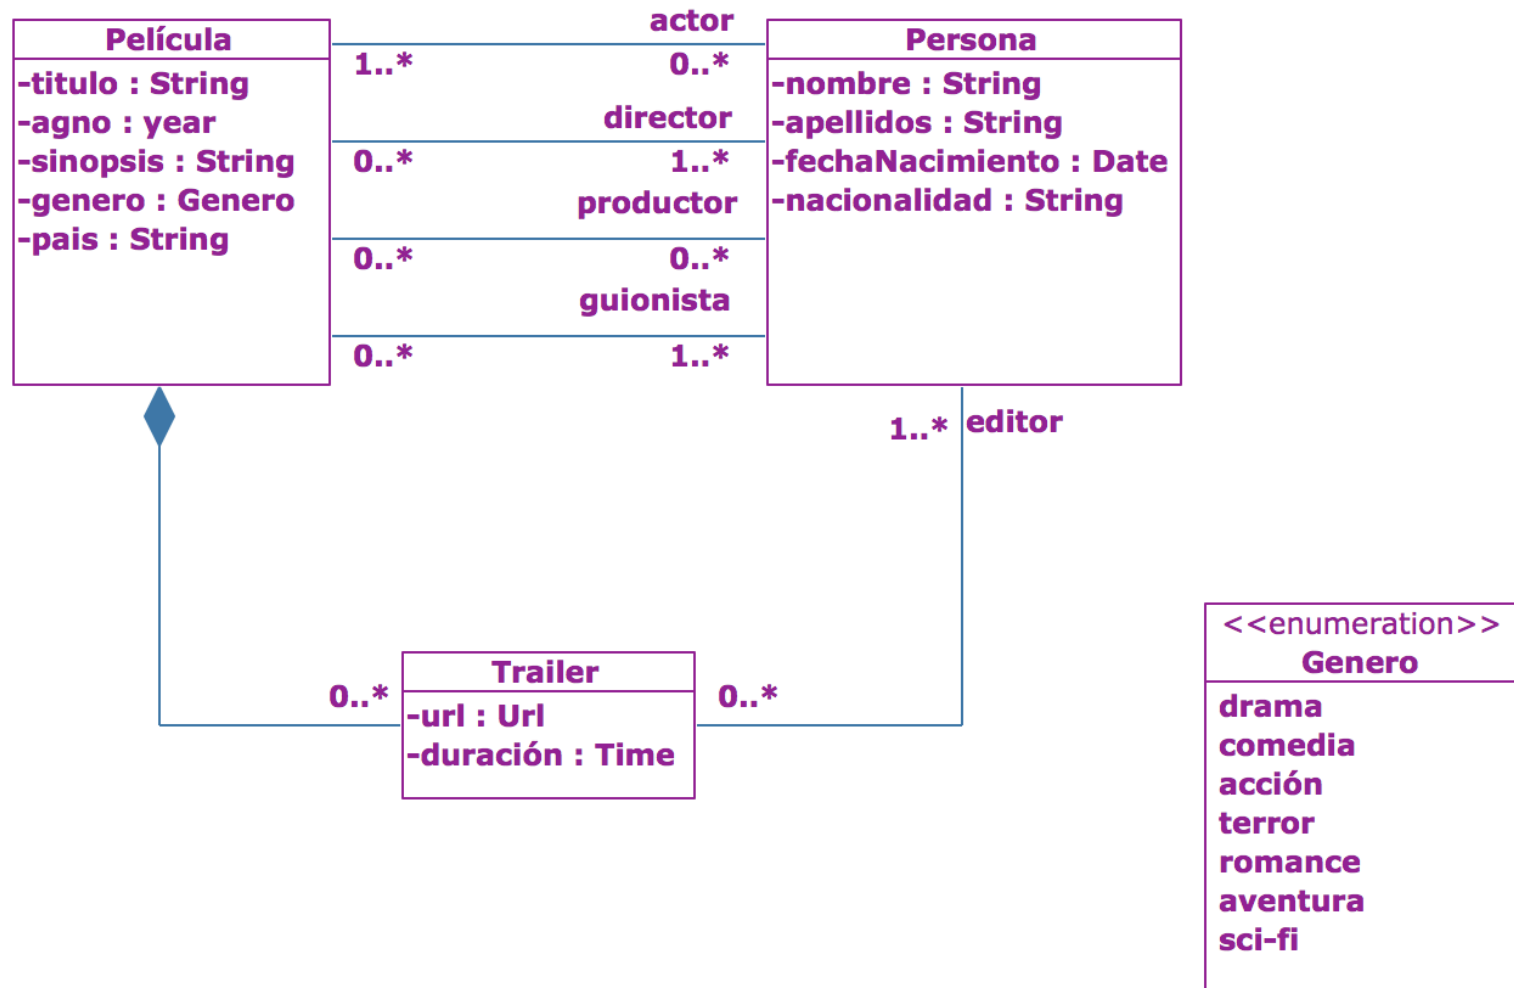 Película
-titulo : String
-agno : year
-sinopsis : String
-genero : Genero
-pais : String
actor
1..*
0..*
director
0..*
1..*
productor
0..*
0..*
guionista
0..*
1..*
Persona
-nombre : String
-apellidos : String
-fechaNacimiento : Date
-nacionalidad : String
1..*
editor
0..*
Trailer
-url : Url
-duración : Time
0..*
<<enumeration>>
Genero
drama
comedia
acción
terror
romance
aventura
sci-fi